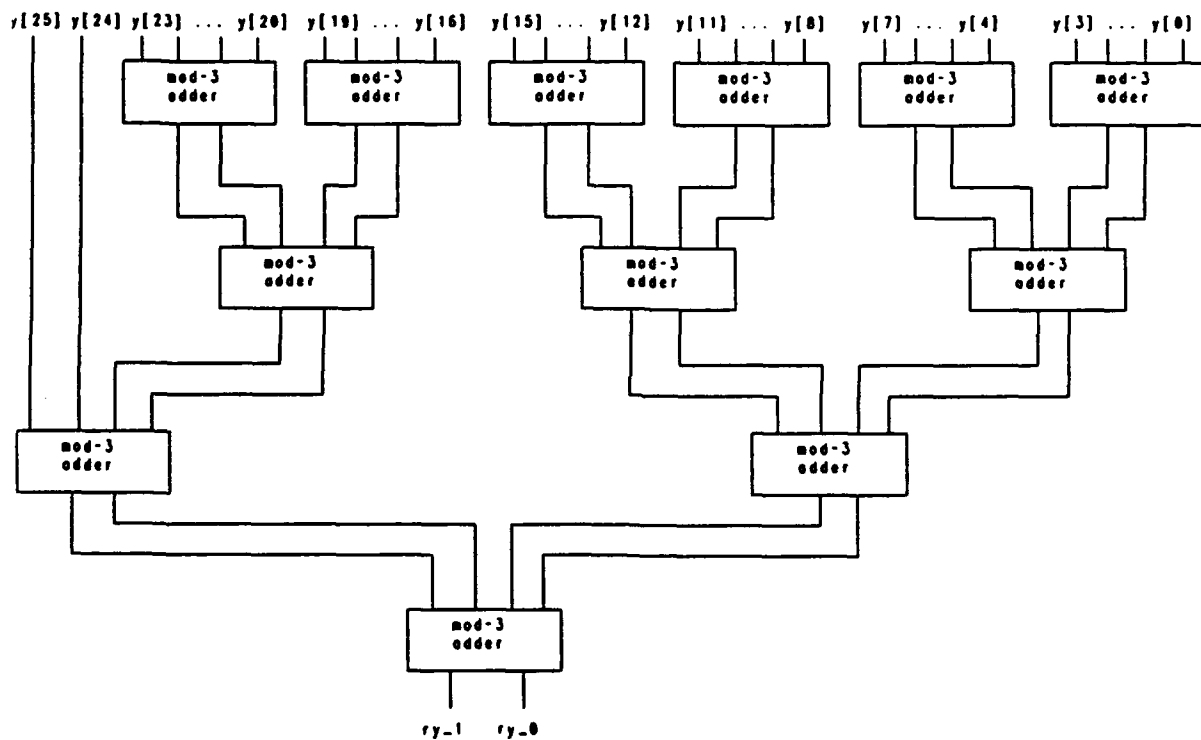 y[25] y[24] y[23] ... y[20] y[19] ... y[16] y[15] ... y[12] y[11] ... y[8] y[7] ... y[4] y[3] ... y[0]
mod-3 adder
mod-3 adder
mod-3 adder
mod-3 adder
mod-3 adder
mod-3 adder
mod-3 adder
mod-3 adder
mod-3 adder
mod-3 adder
mod-3 adder
mod-3 adder
ry_1 ry_0